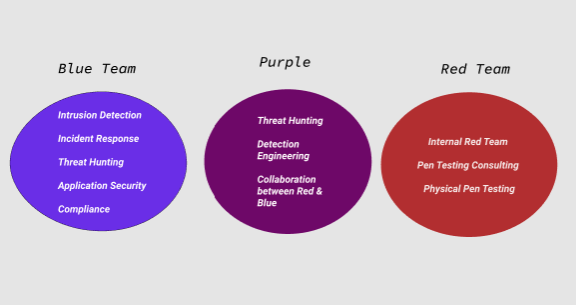 Blue Team
Intrusion Detection
Incident Response
Threat Hunting
Application Security
Compliance
Purple
Threat Hunting
Detection
Engineering
Collaboration
between Red &
Blue
Red Team
Internal Red Team
Pen Testing Consulting
Physical Pen Testing